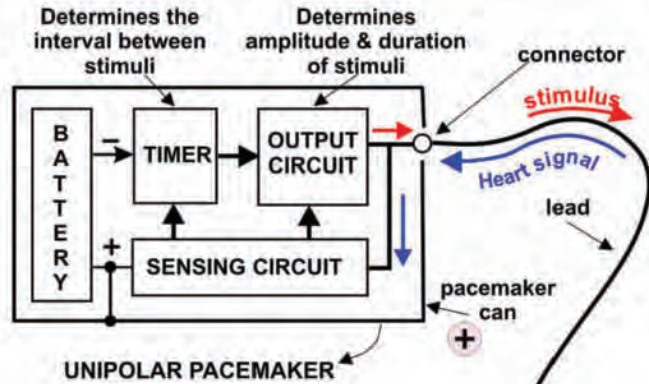 Determines the
interval between
stimuli
Determines
amplitude & duration
of stimuli
connector
stimulus
Heart signal
lead
BATTERY
−
+
TIMER
OUTPUT
CIRCUIT
SENSING CIRCUIT
pacemaker
can
+
UNIPOLAR PACEMAKER